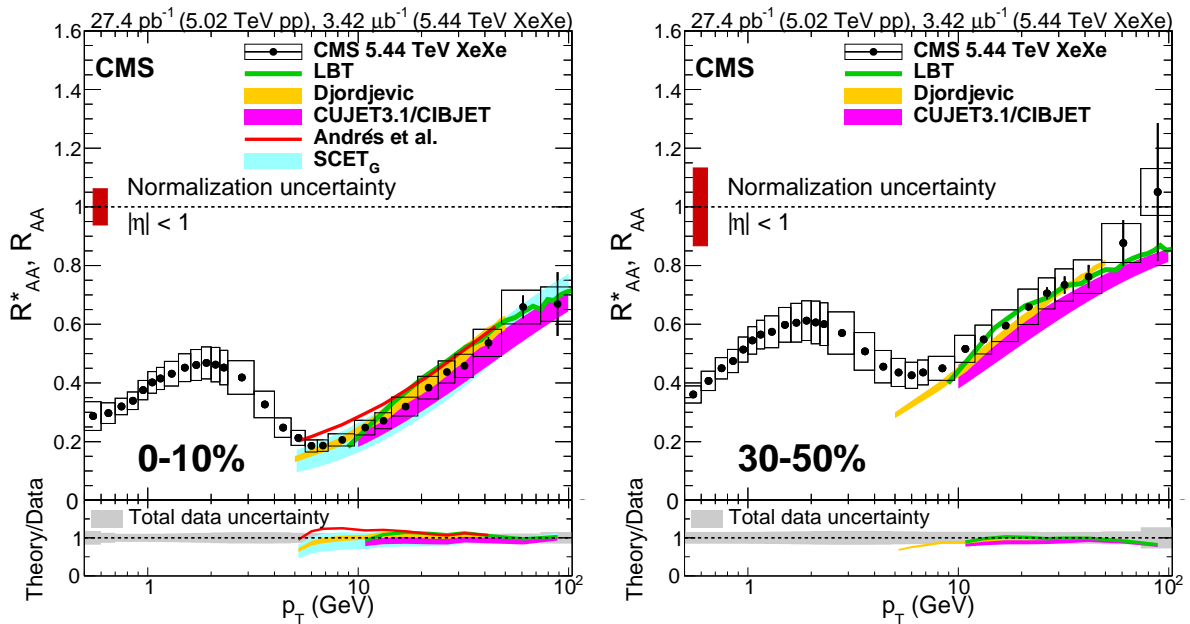 27.4 pb⁻¹ (5.02 TeV pp), 3.42 μb⁻¹ (5.44 TeV XeXe)
1.6
1.4
1.2
1
0.8
0.6
0.4
0.2
0
R*AA, RAA
CMS
CMS 5.44 TeV XeXe
LBT
Djordjevic
CUJET3.1/CIBJET
Andrés et al.
SCET_G
Normalization uncertainty
|η| < 1
0-10%
Theory/Data
Total data uncertainty
1
0
1
10
10²
p_T (GeV)
27.4 pb⁻¹ (5.02 TeV pp), 3.42 μb⁻¹ (5.44 TeV XeXe)
1.6
1.4
1.2
1
0.8
0.6
0.4
0.2
0
R*AA, RAA
CMS
CMS 5.44 TeV XeXe
LBT
Djordjevic
CUJET3.1/CIBJET
Normalization uncertainty
|η| < 1
30-50%
Theory/Data
Total data uncertainty
1
0
1
10
10²
p_T (GeV)